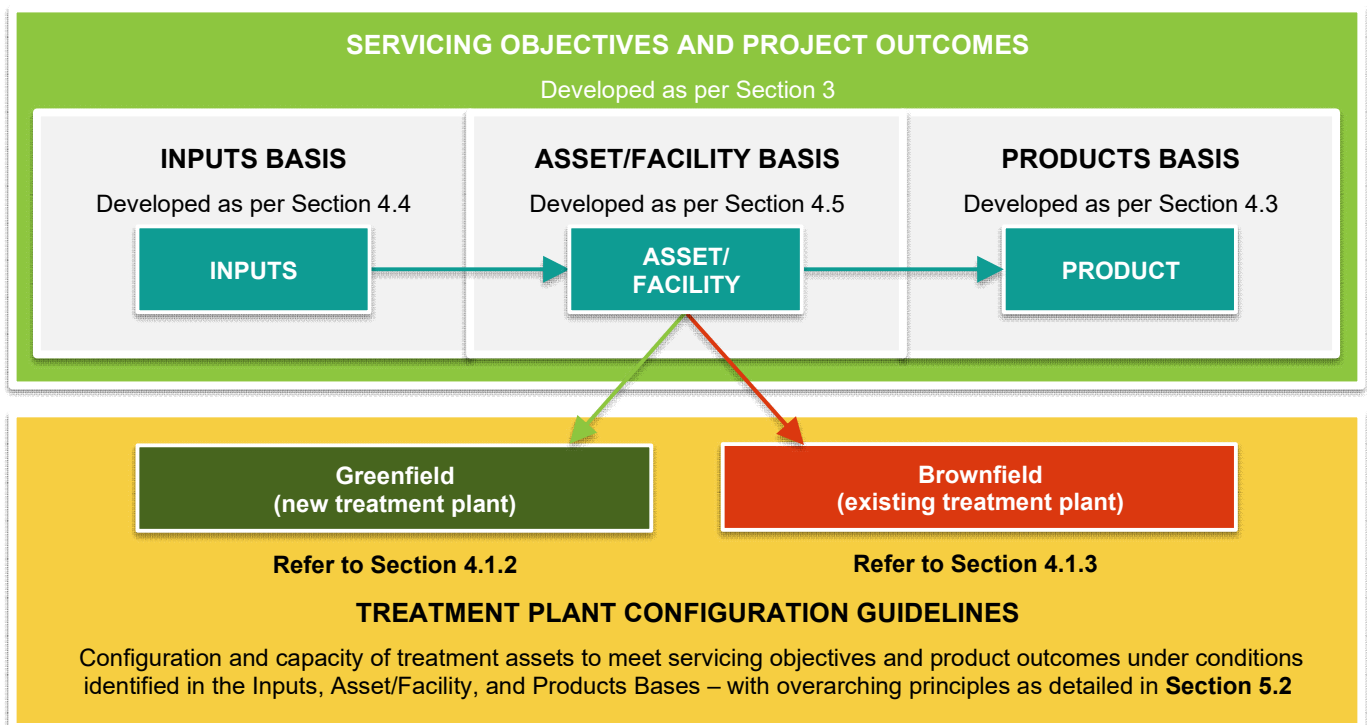 SERVICING OBJECTIVES AND PROJECT OUTCOMES
Developed as per Section 3
INPUTS BASIS
Developed as per Section 4.4
INPUTS
ASSET/FACILITY BASIS
Developed as per Section 4.5
ASSET/
FACILITY
PRODUCTS BASIS
Developed as per Section 4.3
PRODUCT
Greenfield
(new treatment plant)
Refer to Section 4.1.2
Brownfield
(existing treatment plant)
Refer to Section 4.1.3
TREATMENT PLANT CONFIGURATION GUIDELINES
Configuration and capacity of treatment assets to meet servicing objectives and product outcomes under conditions
identified in the Inputs, Asset/Facility, and Products Bases – with overarching principles as detailed in Section 5.2